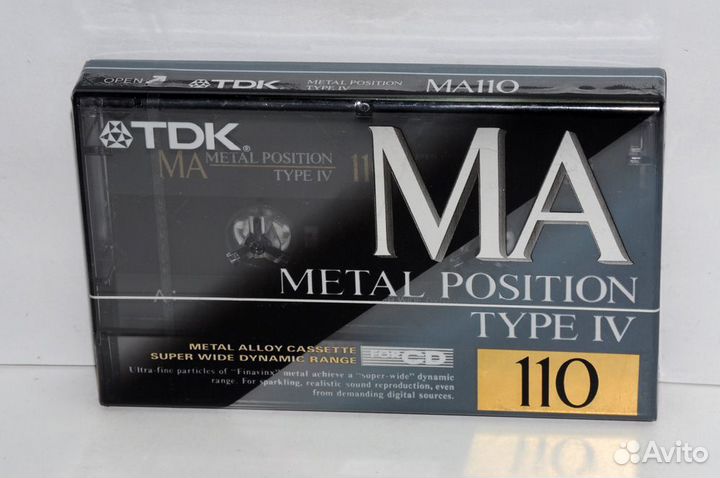 OPEN TDK METAL POSITION TYPE IV MA110
TDK
MA METAL POSITION TYPE IV 110
MA
METAL POSITION
TYPE IV
METAL ALLOY CASSETTE
SUPER WIDE DYNAMIC RANGE
FOR CD
Ultra-fine particles of "Finavinx" metal achieve a "super-wide" dynamic
range. For sparkling, realistic sound reproduction, even
from demanding digital sources.
110
A
Avito